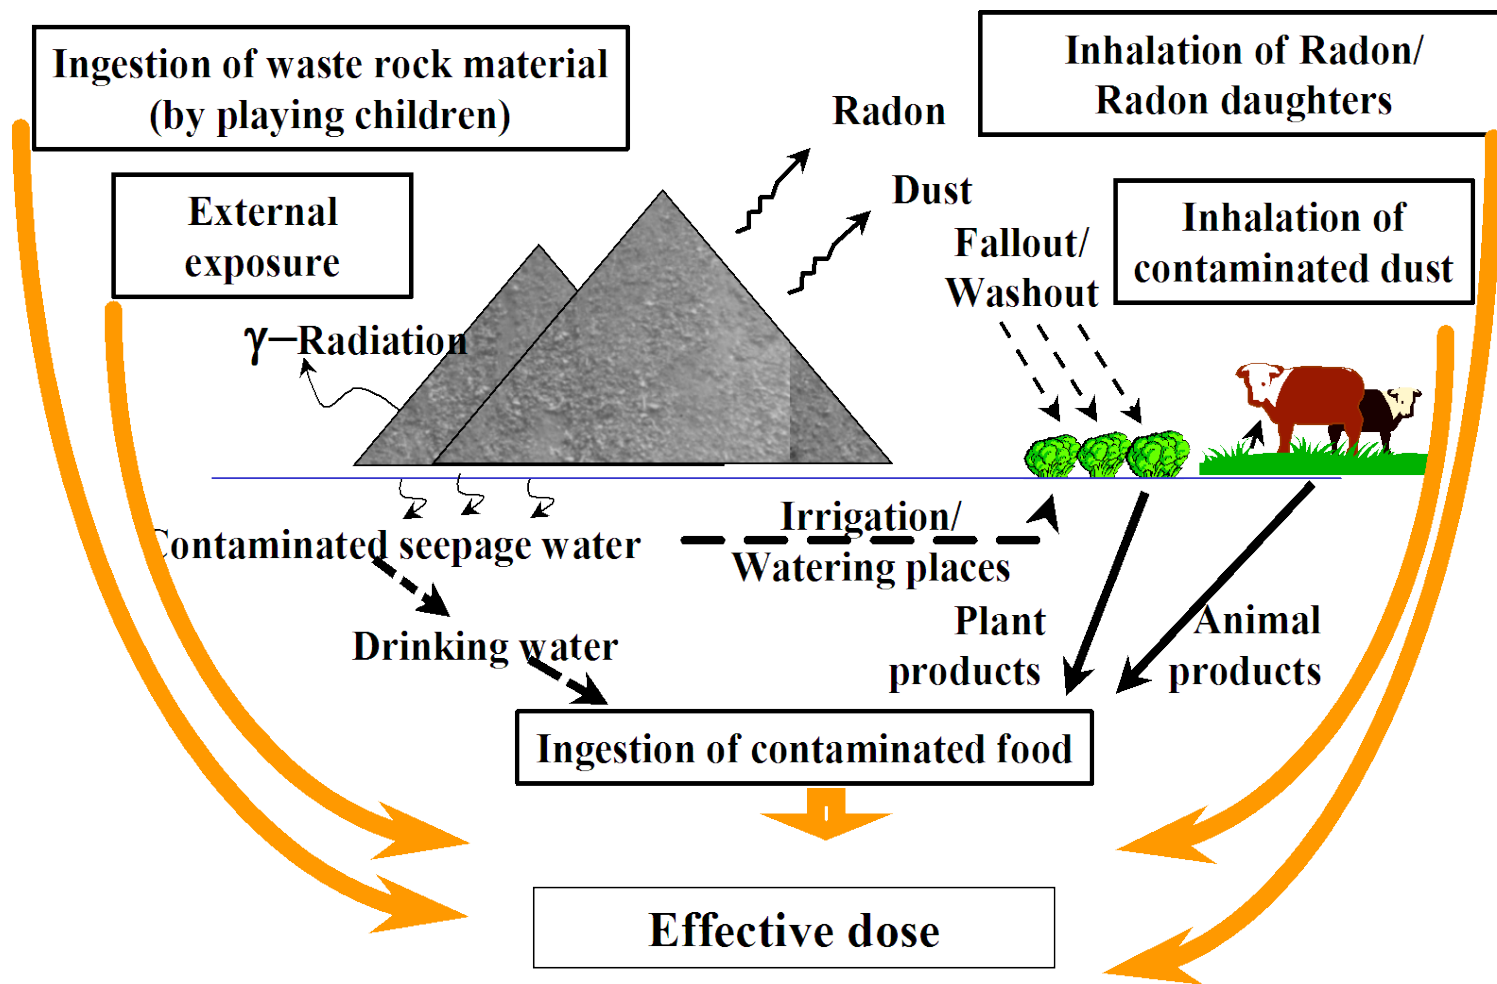 Ingestion of waste rock material
(by playing children)
Inhalation of Radon/
Radon daughters
Radon
Dust
External
exposure
Inhalation of
contaminated dust
Fallout/
Washout
γ–Radiation
Contaminated seepage water
Irrigation/
Watering places
Drinking water
Plant
products
Animal
products
Ingestion of contaminated food
Effective dose